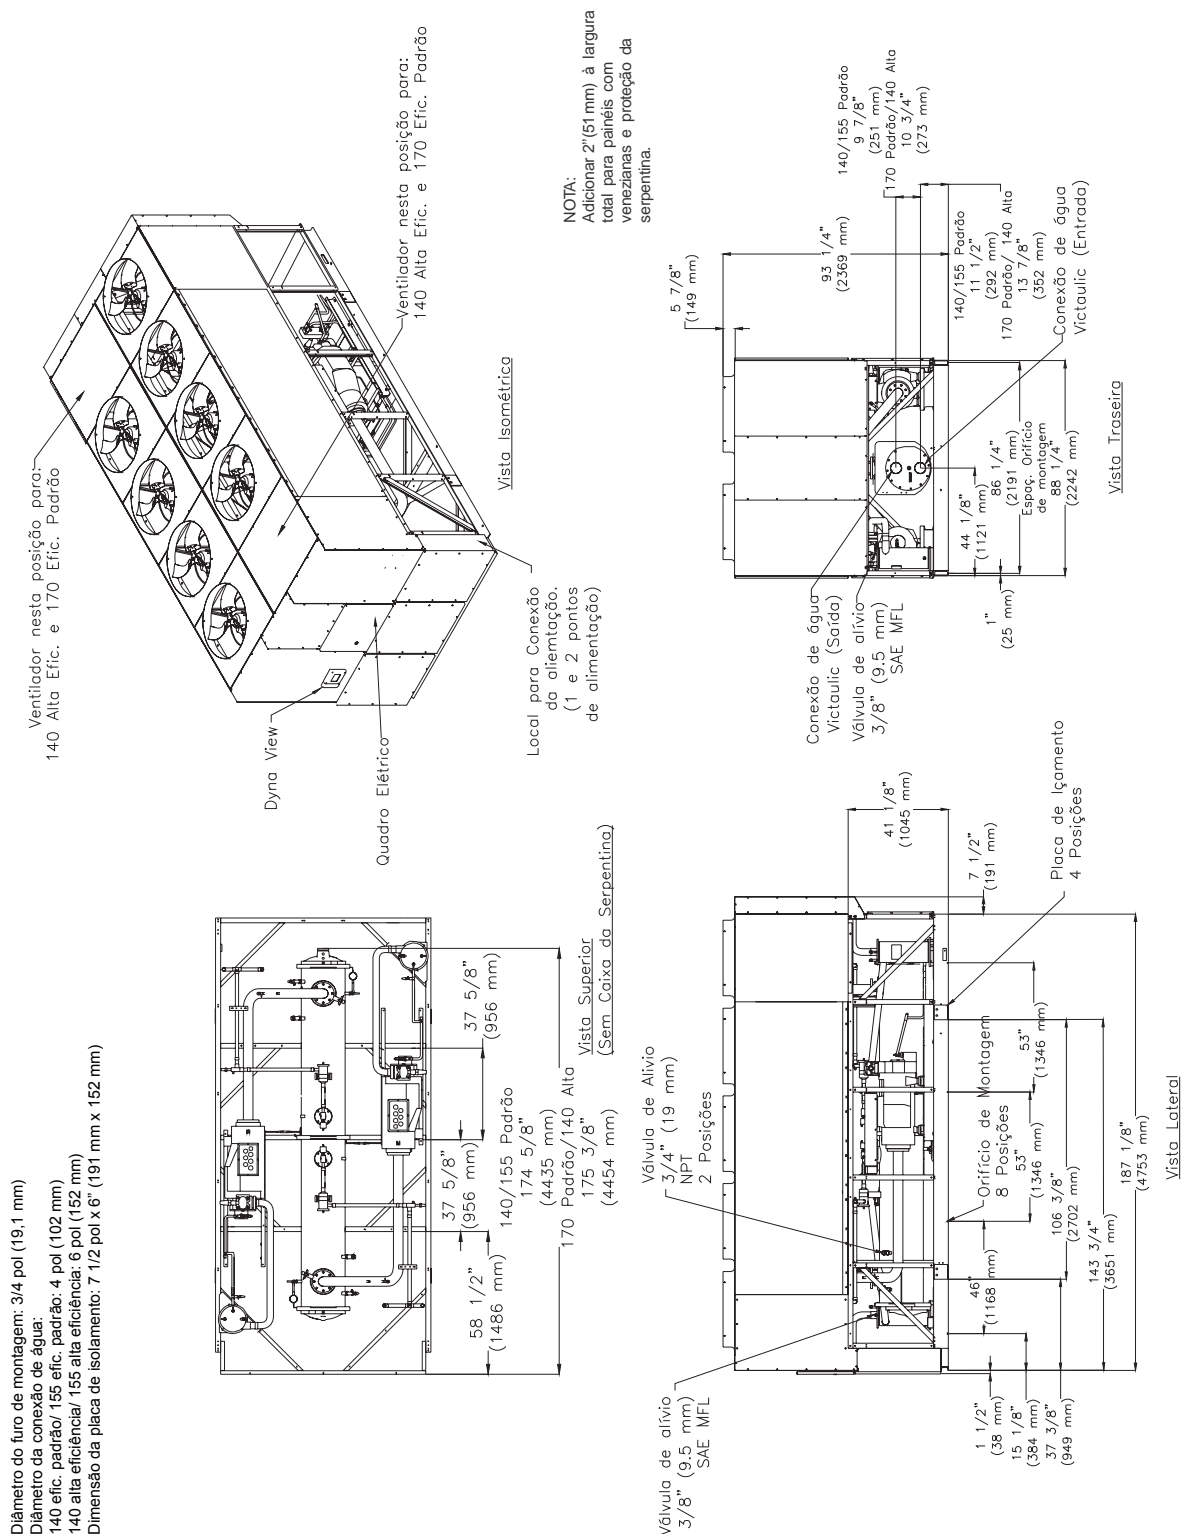 Diâmetro do furo de montagem: 3/4 pol (19,1 mm)
Diâmetro da conexão de água:
140 efic. padrão/ 155 efic. padrão: 4 pol (102 mm)
140 alta eficiência/ 155 alta eficiência: 6 pol (152 mm)
Dimensão da placa de isolamento: 7 1/2 pol x 6" (191 mm x 152 mm)
58 1/2"
(1486 mm)
37 5/8"
(956 mm)
37 5/8"
(956 mm)
140/155 Padrão
174 5/8"
(4435 mm)
170 Padrão/140 Alta
175 3/8"
(4454 mm)
Vista Superior
(Sem Caixa da Serpentina)
Ventilador nesta posição para:
140 Alta Efic. e 170 Efic. Padrão
Dyna View
Quadro Elétrico
Local para Conexão
da aliemtação.
(1 e 2 pontos
de alimentação)
Ventilador nesta posição para:
140 Alta Efic. e 170 Efic. Padrão
Vista Isométrica
NOTA:
Adicionar 2"(51 mm) à largura
total para painéis com
venezianas e proteção da
serpentina.
Válvula de alívio
3/8" (9.5 mm)
SAE MFL
Válvula de Alívio
3/4" (19 mm)
NPT
2 Posições
41 1/8"
(1045 mm)
7 1/2"
(191 mm)
Placa de Içamento
4 Posições
Orifício de Montagem
8 Posições
53"
(1346 mm)
53"
(1346 mm)
46"
(1168 mm)
106 3/8"
(2702 mm)
143 3/4"
(3651 mm)
187 1/8"
(4753 mm)
1 1/2"
(38 mm)
15 1/8"
(384 mm)
37 3/8"
(949 mm)
Vista Lateral
Conexão de água
Victaulic (Saída)
Válvula de alívio
3/8" (9.5 mm)
SAE MFL
5 7/8"
(149 mm)
93 1/4"
(2369 mm)
140/155 Padrão
9 7/8"
(251 mm)
170 Padrão/140 Alta
10 3/4"
(273 mm)
140/155 Padrão
11 1/2"
(292 mm)
170 Padrão/ 140 Alta
13 7/8"
(352 mm)
Conexão de água
Victaulic (Entrada)
1"
(25 mm)
44 1/8"
(1121 mm)
86 1/4"
(2191 mm)
Espaç. Orifício
de montagem
88 1/4"
(2242 mm)
Vista Traseira